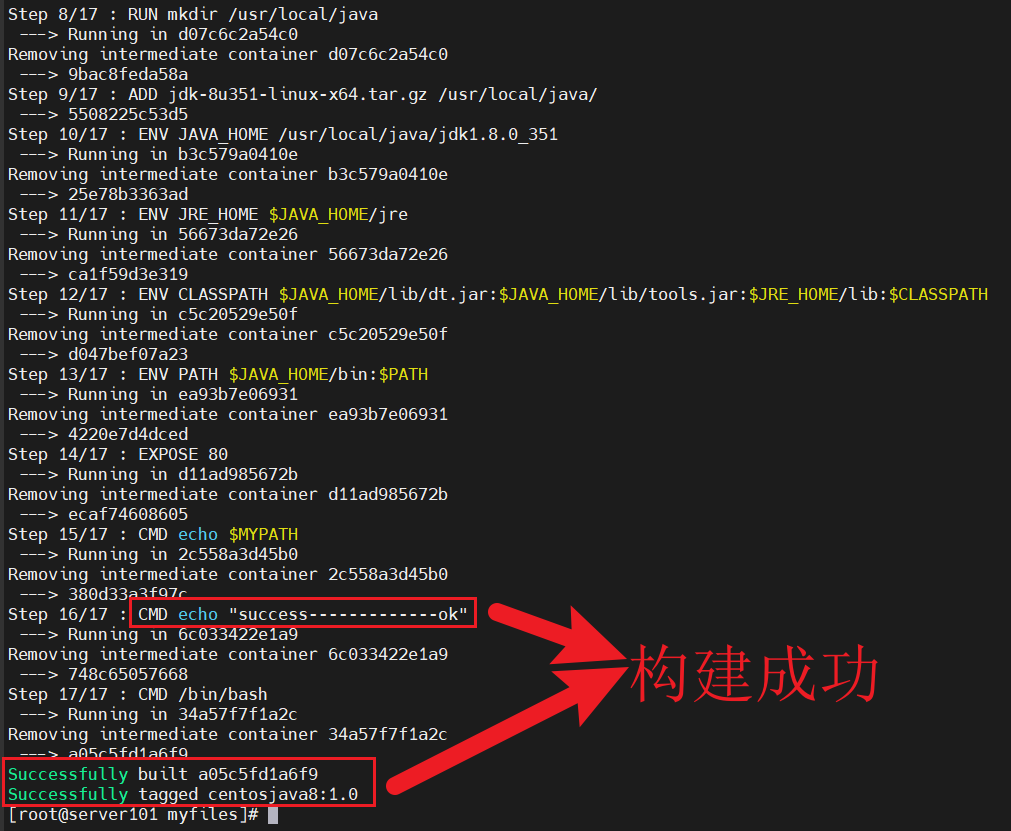 Step 8/17 : RUN mkdir /usr/local/java
 ---> Running in d07c6c2a54c0
Removing intermediate container d07c6c2a54c0
 ---> 9bac8feda58a
Step 9/17 : ADD jdk-8u351-linux-x64.tar.gz /usr/local/java/
 ---> 5508225c53d5
Step 10/17 : ENV JAVA_HOME /usr/local/java/jdk1.8.0_351
 ---> Running in b3c579a0410e
Removing intermediate container b3c579a0410e
 ---> 25e78b3363ad
Step 11/17 : ENV JRE_HOME $JAVA_HOME/jre
 ---> Running in 56673da72e26
Removing intermediate container 56673da72e26
 ---> ca1f59d3e319
Step 12/17 : ENV CLASSPATH $JAVA_HOME/lib/dt.jar:$JAVA_HOME/lib/tools.jar:$JRE_HOME/lib:$CLASSPATH
 ---> Running in c5c20529e50f
Removing intermediate container c5c20529e50f
 ---> d047bef07a23
Step 13/17 : ENV PATH $JAVA_HOME/bin:$PATH
 ---> Running in ea93b7e06931
Removing intermediate container ea93b7e06931
 ---> 4220e7d4dced
Step 14/17 : EXPOSE 80
 ---> Running in d11ad985672b
Removing intermediate container d11ad985672b
 ---> ecaf74608605
Step 15/17 : CMD echo $MYPATH
 ---> Running in 2c558a3d45b0
Removing intermediate container 2c558a3d45b0
 ---> 380d33a3f97c
Step 16/17 : CMD echo "success-------------ok"
 ---> Running in 6c033422e1a9
Removing intermediate container 6c033422e1a9
 ---> 748c65057668
构建成功
Step 17/17 : CMD /bin/bash
 ---> Running in 34a57f7f1a2c
Removing intermediate container 34a57f7f1a2c
 ---> a05c5fd1a6f9
Successfully built a05c5fd1a6f9
Successfully tagged centosjava8:1.0
[root@server101 myfiles]#